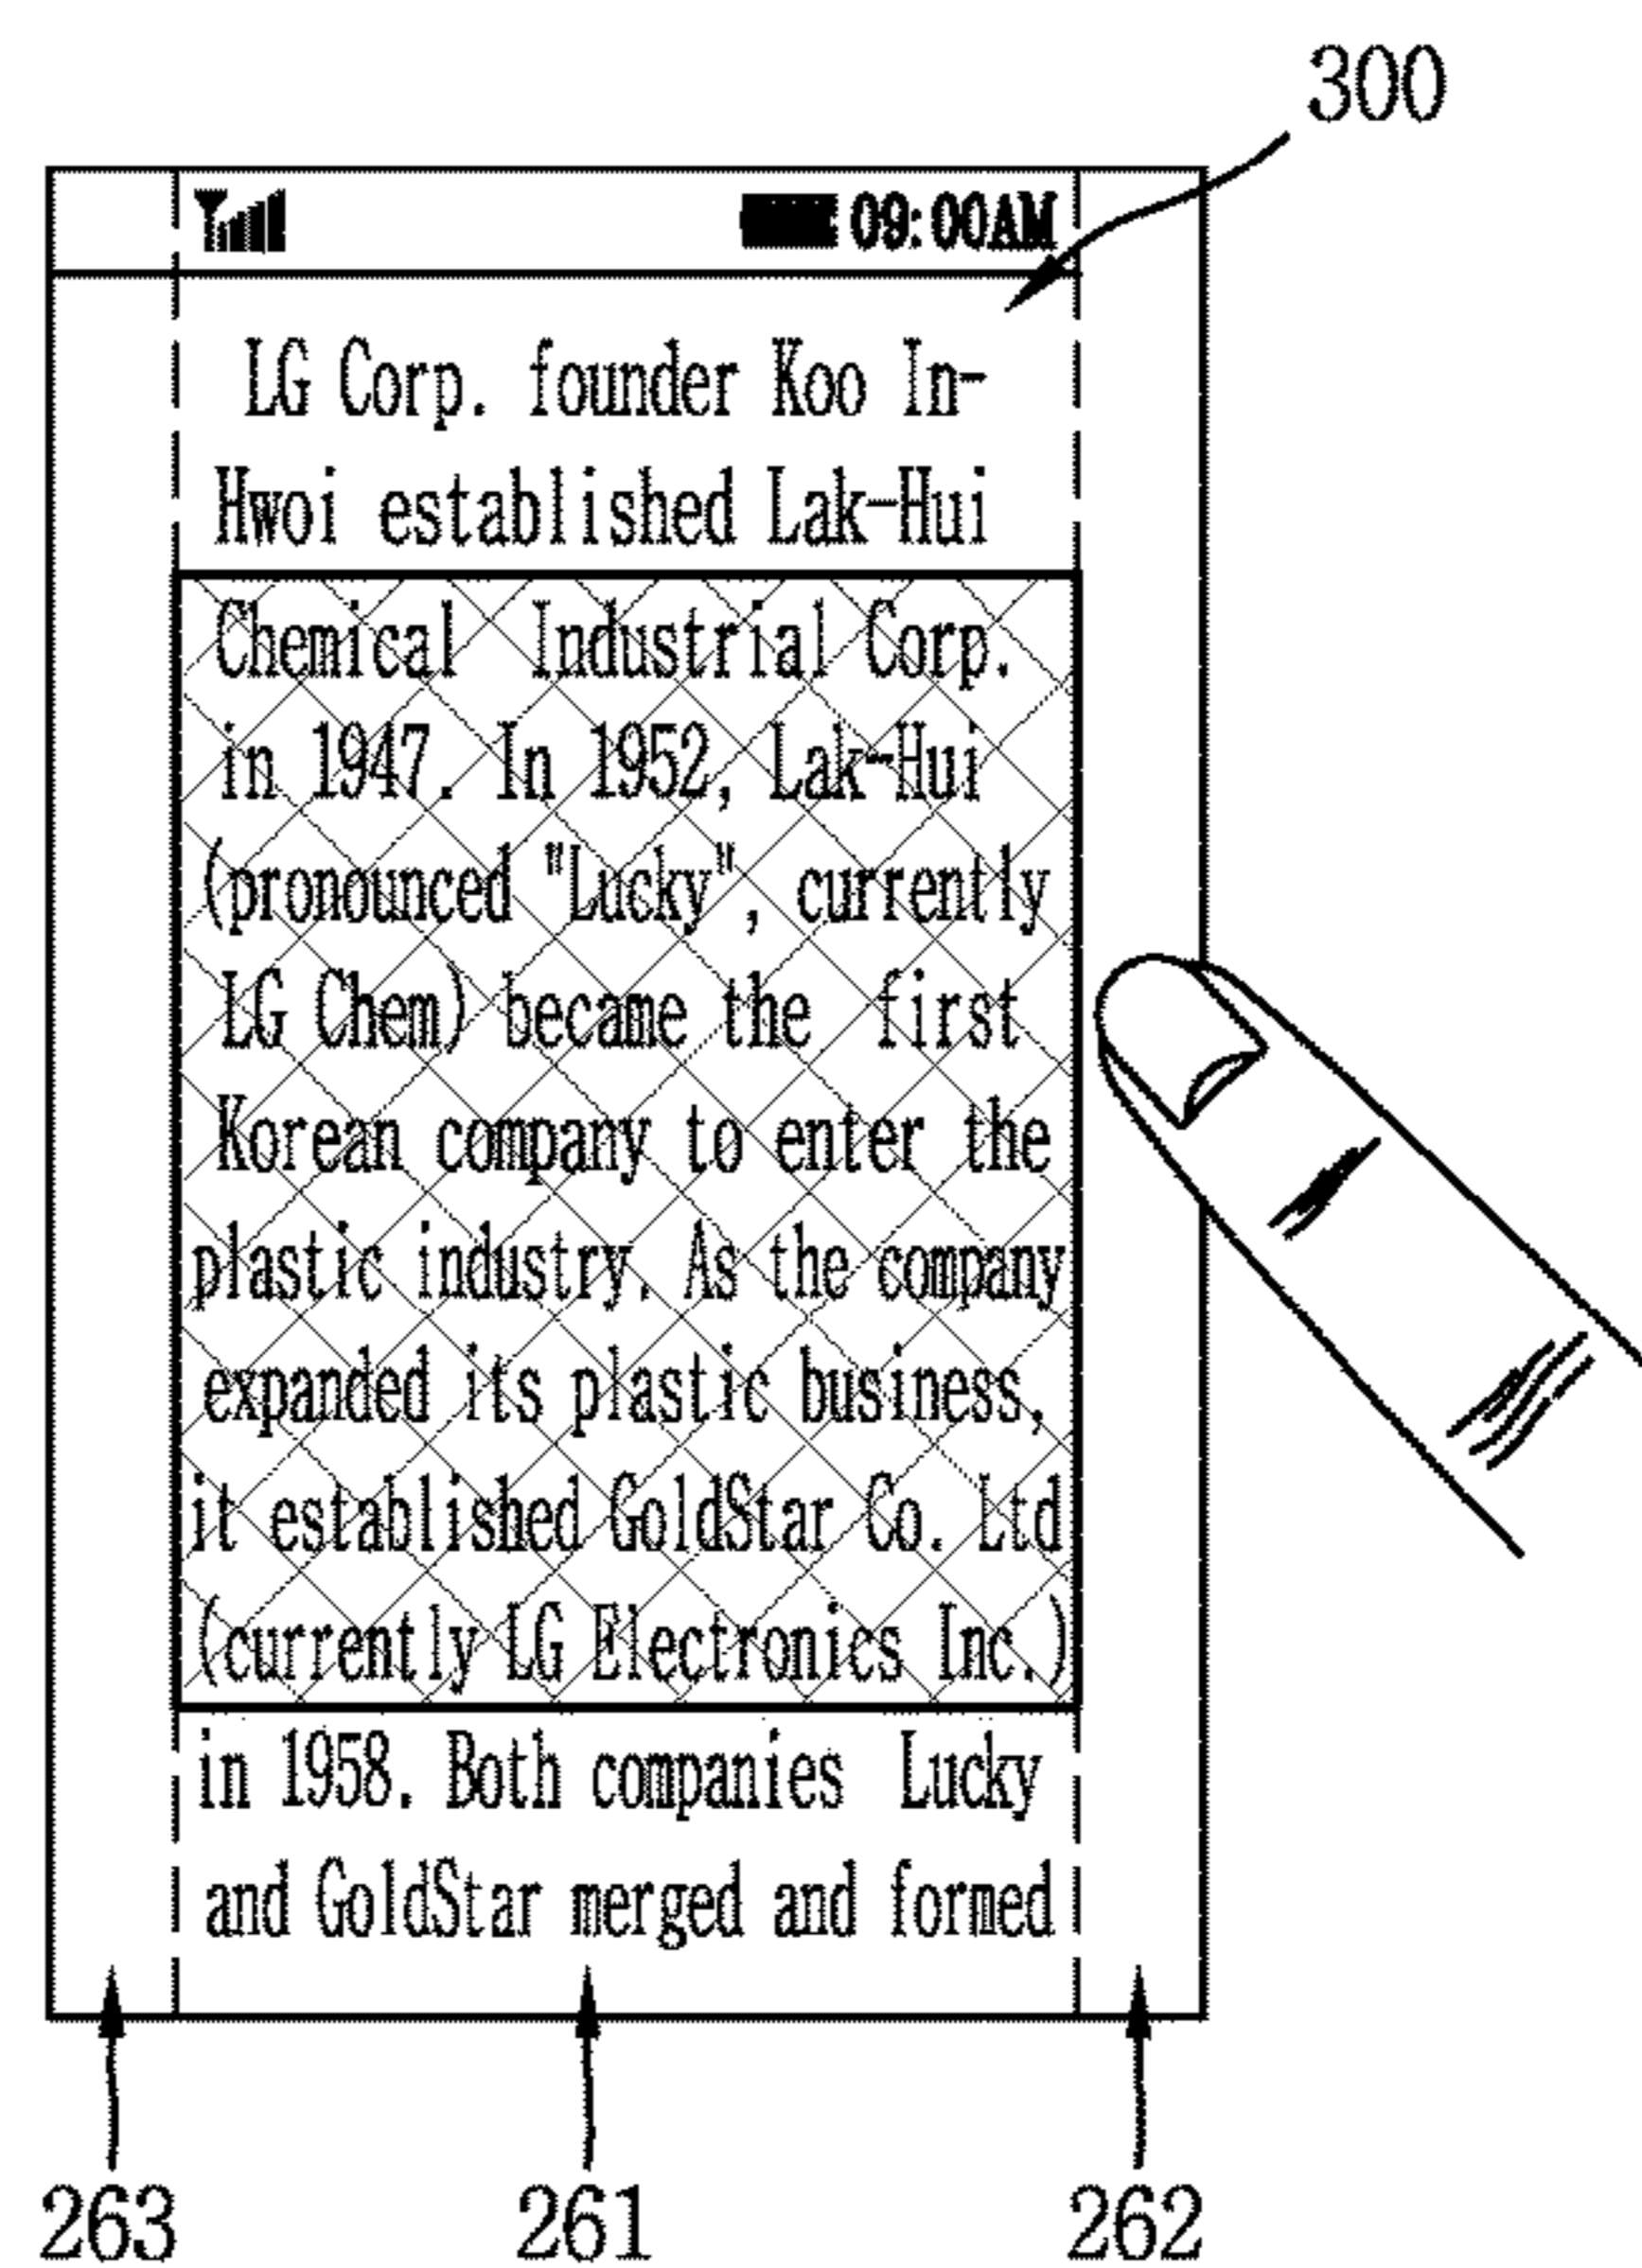 300
09:00AM
LG Corp. founder Koo In-
Hwoi established Lak-Hui
Chemical Industrial Corp.
in 1947. In 1952, Lak-Hui
(pronounced "Lucky", currently
LG Chem) became the first
Korean company to enter the
plastic industry. As the company
expanded its plastic business,
it established GoldStar Co. Ltd
(currently LG Electronics Inc.)
in 1958. Both companies Lucky
and GoldStar merged and formed
263 261 262